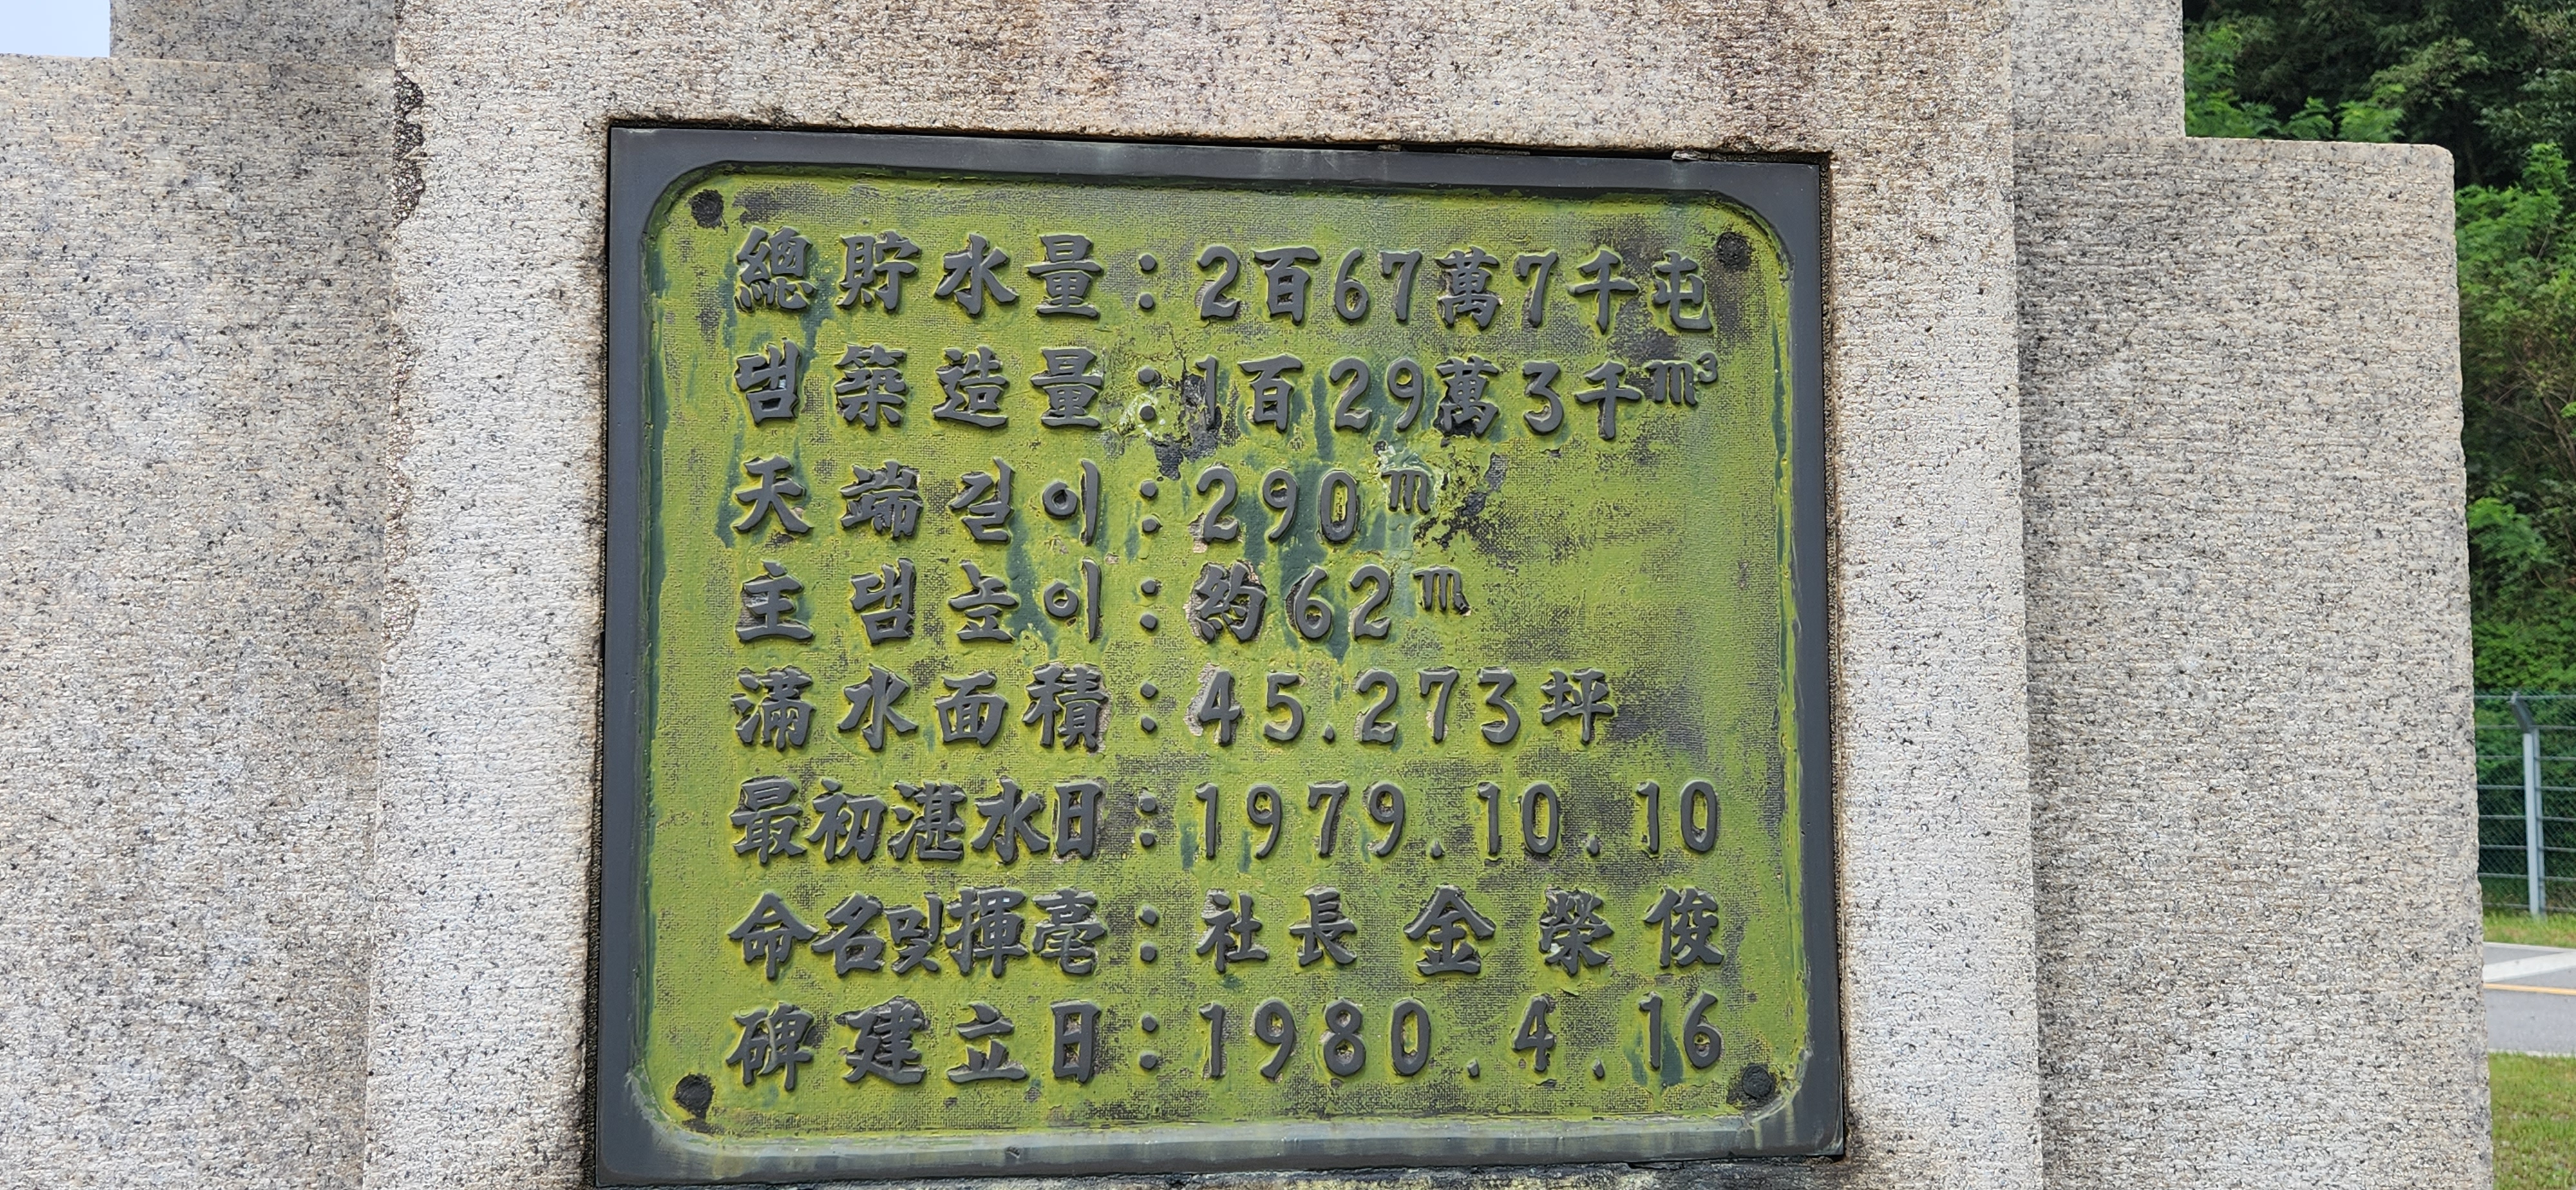 總貯水量:2百67萬7千屯
댐築造量:1百29萬3千m³
天端길이:290m
主댐높이:約62m
滿水面積:45.273坪
最初湛水日:1979.10.10
命名및揮毫:社長 金榮俊
碑建立日:1980.4.16